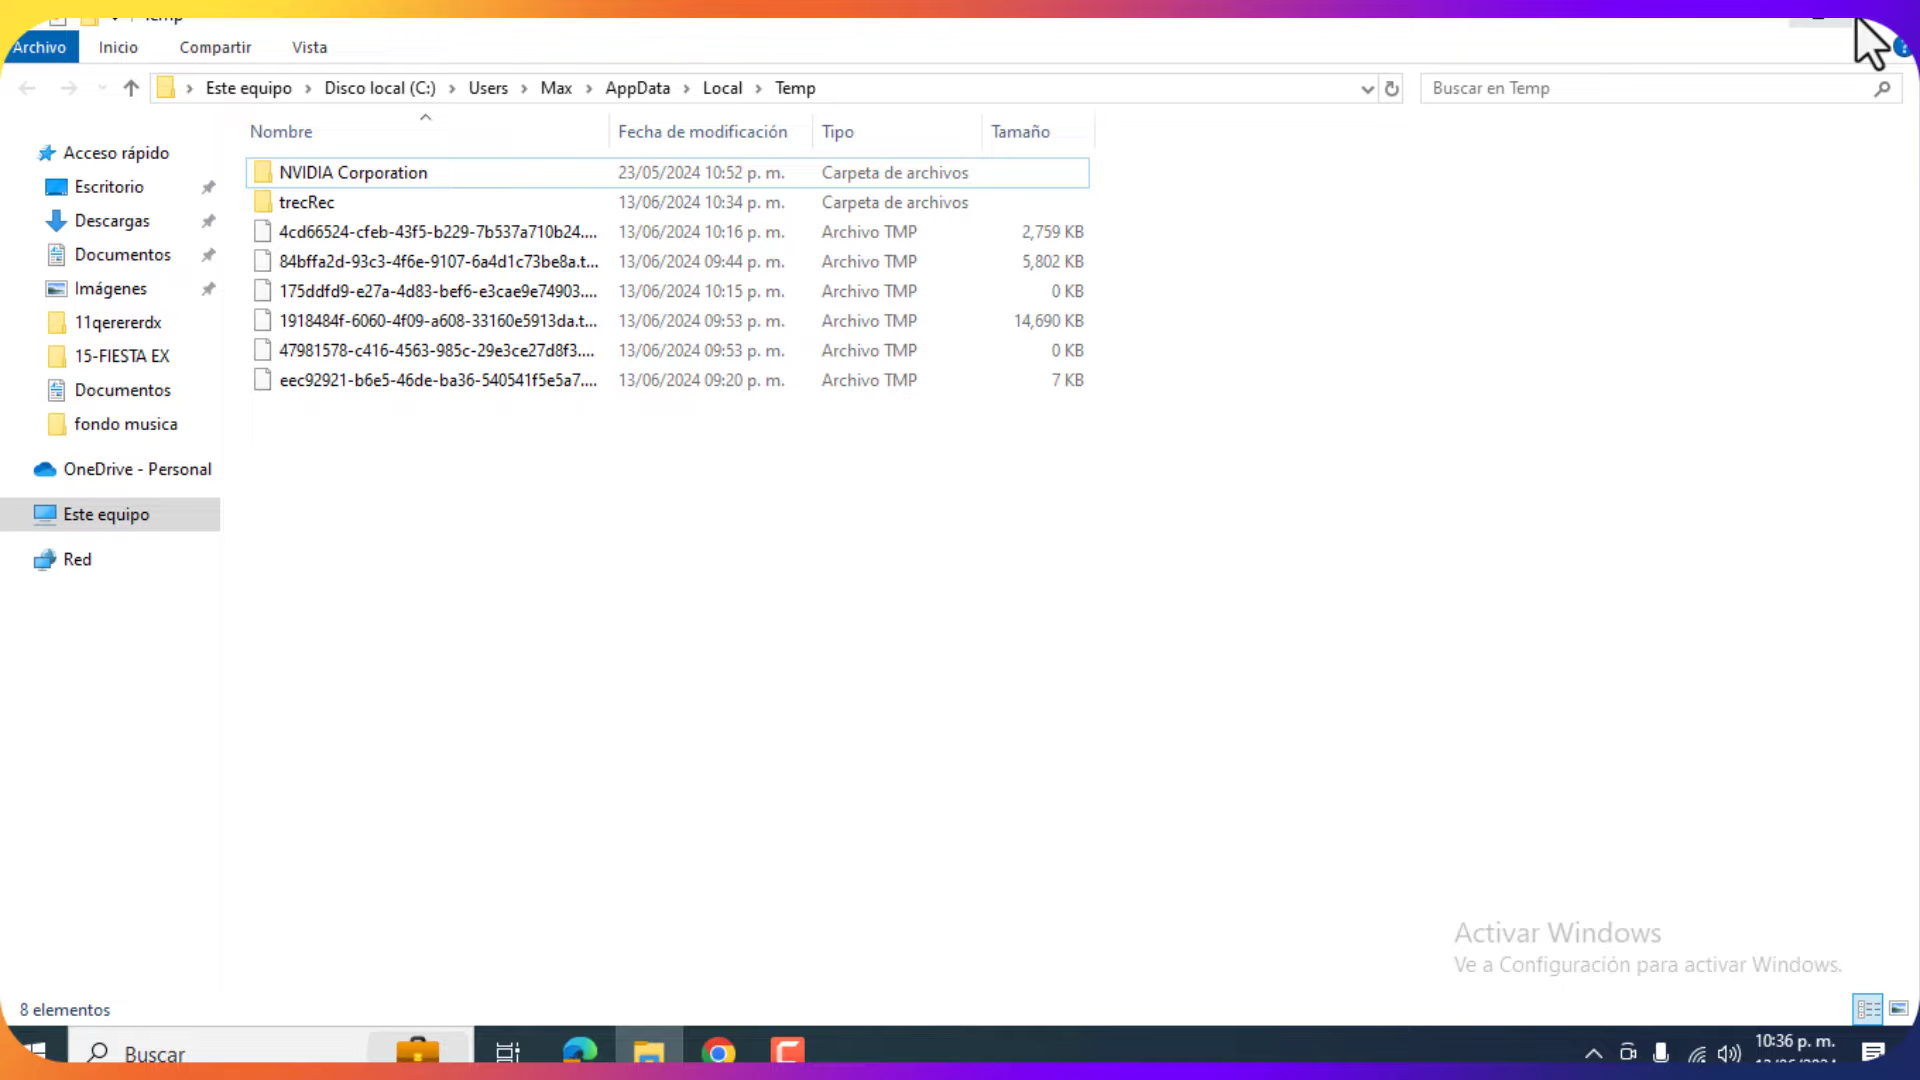 Temp
Archivo Inicio Compartir Vista
Este equipo Disco local (C:) Users Max AppData Local Temp
Buscar en Temp
Nombre Fecha de modificación Tipo Tamaño
NVIDIA Corporation 23/05/2024 10:52 p. m. Carpeta de archivos
trecRec 13/06/2024 10:34 p. m. Carpeta de archivos
4cd66524-cfeb-43f5-b229-7b537a710b24.... 13/06/2024 10:16 p. m. Archivo TMP 2,759 KB
84bffa2d-93c3-4f6e-9107-6a4d1c73be8a.t... 13/06/2024 09:44 p. m. Archivo TMP 5,802 KB
175ddfd9-e27a-4d83-bef6-e3cae9e74903.... 13/06/2024 10:15 p. m. Archivo TMP 0 KB
1918484f-6060-4f09-a608-33160e5913da.t... 13/06/2024 09:53 p. m. Archivo TMP 14,690 KB
47981578-c416-4563-985c-29e3ce27d8f3.... 13/06/2024 09:53 p. m. Archivo TMP 0 KB
eec92921-b6e5-46de-ba36-540541f5e5a7.... 13/06/2024 09:20 p. m. Archivo TMP 7 KB
Acceso rápido
Escritorio
Descargas
Documentos
Imágenes
11qerererdx
15-FIESTA EX
Documentos
fondo musica
OneDrive - Personal
Este equipo
Red
Activar Windows
Ve a Configuración para activar Windows.
8 elementos
Buscar
10:36 p. m.